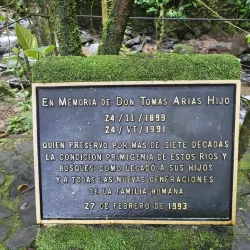 EN MEMORIA DE DON TOMAS ARIAS HIJO
24/II/1899
24/VI/1991
QUIEN PRESERVO POR MAS DE SIETE DECADAS
LA CONDICION PRIMIGENIA DE ESTOS RIOS Y
BOSQUES COMO LEGADO A SUS HIJOS
Y A TODAS LAS NUEVAS GENERACIONES
DE LA FAMILIA HUMANA
27 DE FEBRERO DE 1993